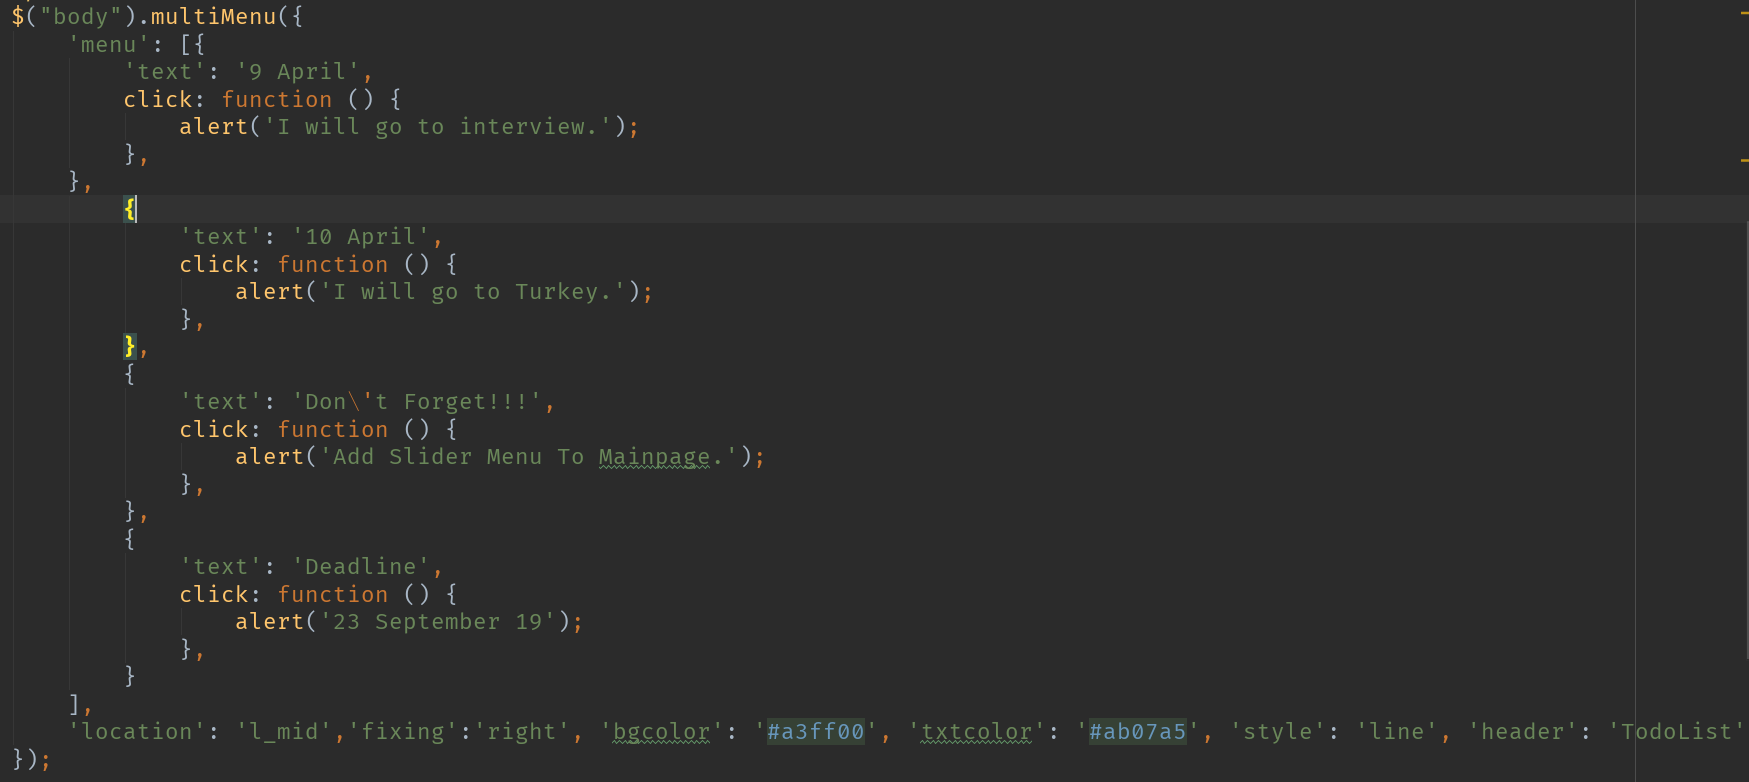 $("body").multiMenu({
    'menu': [{
        'text': '9 April',
        click: function () {
            alert('I will go to interview.');
        },
    },
        {
            'text': '10 April',
            click: function () {
                alert('I will go to Turkey.');
            },
        },
        {
            'text': 'Don\'t Forget!!!',
            click: function () {
                alert('Add Slider Menu To Mainpage.');
            },
        },
        {
            'text': 'Deadline',
            click: function () {
                alert('23 September 19');
            },
        }
    ],
    'location': 'l_mid','fixing':'right', 'bgcolor': '#a3ff00', 'txtcolor': '#ab07a5', 'style': 'line', 'header': 'TodoList'
});